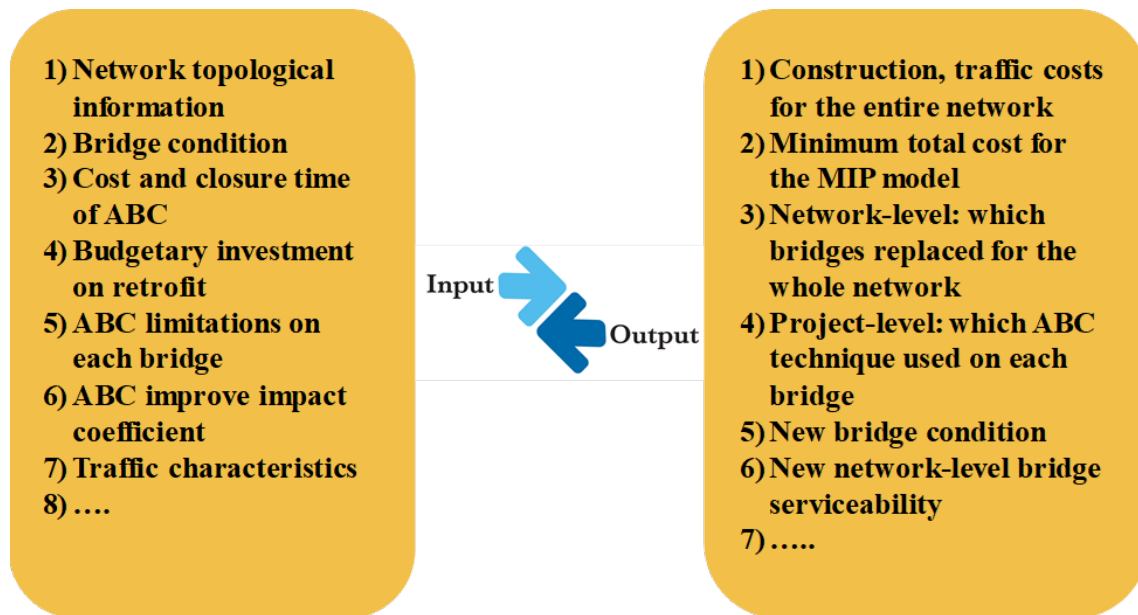 1) Network topological
information
2) Bridge condition
3) Cost and closure time
of ABC
4) Budgetary investment
on retrofit
5) ABC limitations on
each bridge
6) ABC improve impact
coefficient
7) Traffic characteristics
8) ….
Input
Output
1) Construction, traffic costs
for the entire network
2) Minimum total cost for
the MIP model
3) Network-level: which
bridges replaced for the
whole network
4) Project-level: which ABC
technique used on each
bridge
5) New bridge condition
6) New network-level bridge
serviceability
7) …..